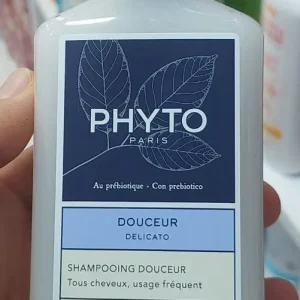 PHYTO
PARIS
Au prébiotique - Con prebiotico
DOUCEUR
DELICATO
SHAMPOOING DOUCEUR
Tous cheveux, usage fréquent